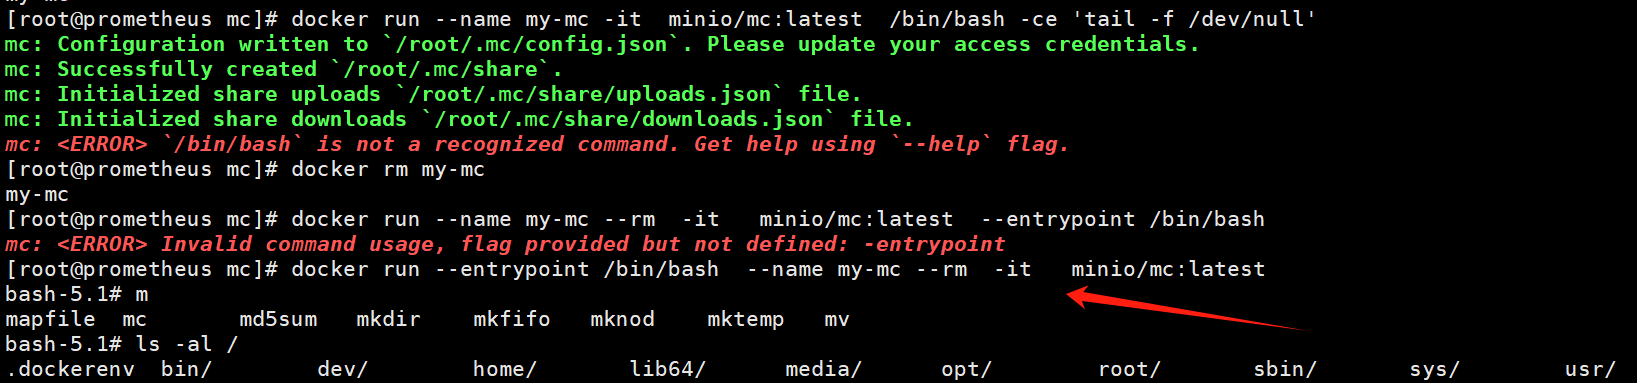 my-mc
[root@prometheus mc]# docker run --name my-mc -it  minio/mc:latest  /bin/bash -ce 'tail -f /dev/null'
mc: Configuration written to `/root/.mc/config.json`. Please update your access credentials.
mc: Successfully created `/root/.mc/share`.
mc: Initialized share uploads `/root/.mc/share/uploads.json` file.
mc: Initialized share downloads `/root/.mc/share/downloads.json` file.
mc: <ERROR> `/bin/bash` is not a recognized command. Get help using `--help` flag.
[root@prometheus mc]# docker rm my-mc
my-mc
[root@prometheus mc]# docker run --name my-mc --rm  -it   minio/mc:latest  --entrypoint /bin/bash
mc: <ERROR> Invalid command usage, flag provided but not defined: -entrypoint
[root@prometheus mc]# docker run --entrypoint /bin/bash  --name my-mc --rm  -it   minio/mc:latest
bash-5.1# m
mapfile  mc       md5sum   mkdir    mkfifo   mknod    mktemp   mv
bash-5.1# ls -al /
.dockerenv  bin/        dev/        home/       lib64/      media/      opt/        root/       sbin/       sys/        usr/